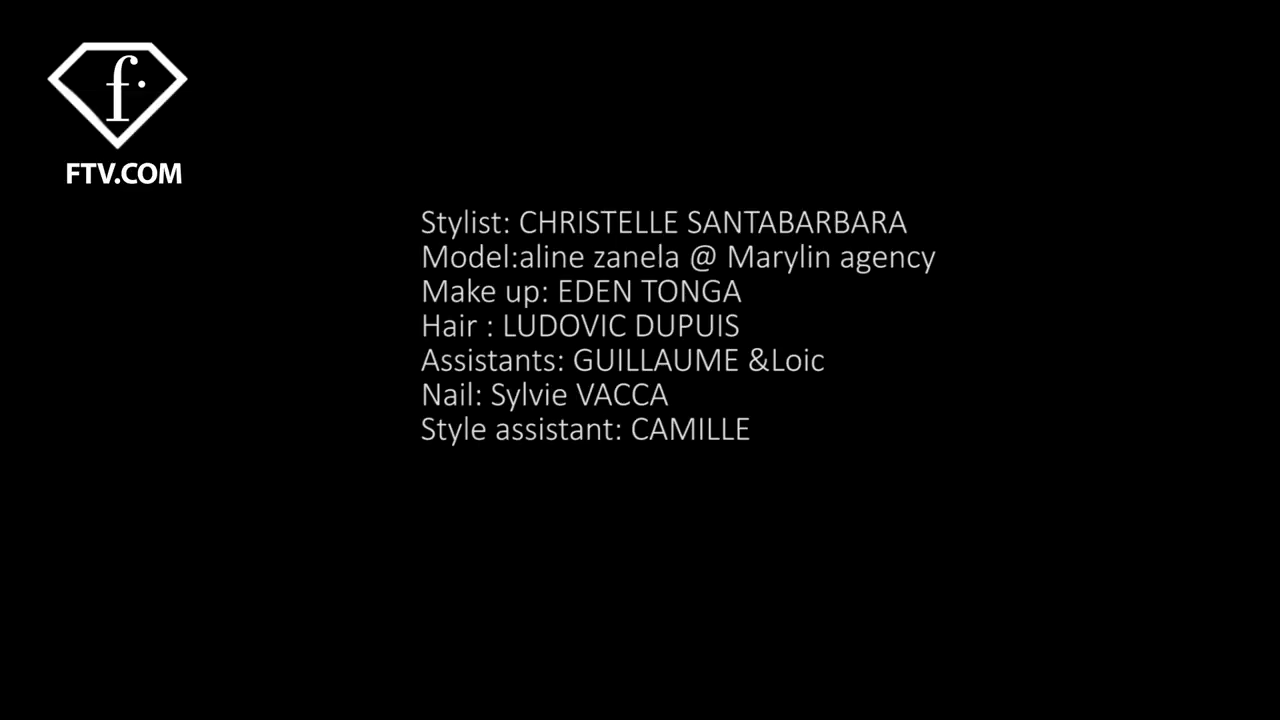 f.
FTV.COM
Stylist: CHRISTELLE SANTABARBARA
Model:aline zanela @ Marylin agency
Make up: EDEN TONGA
Hair : LUDOVIC DUPUIS
Assistants: GUILLAUME &Loic
Nail: Sylvie VACCA
Style assistant: CAMILLE